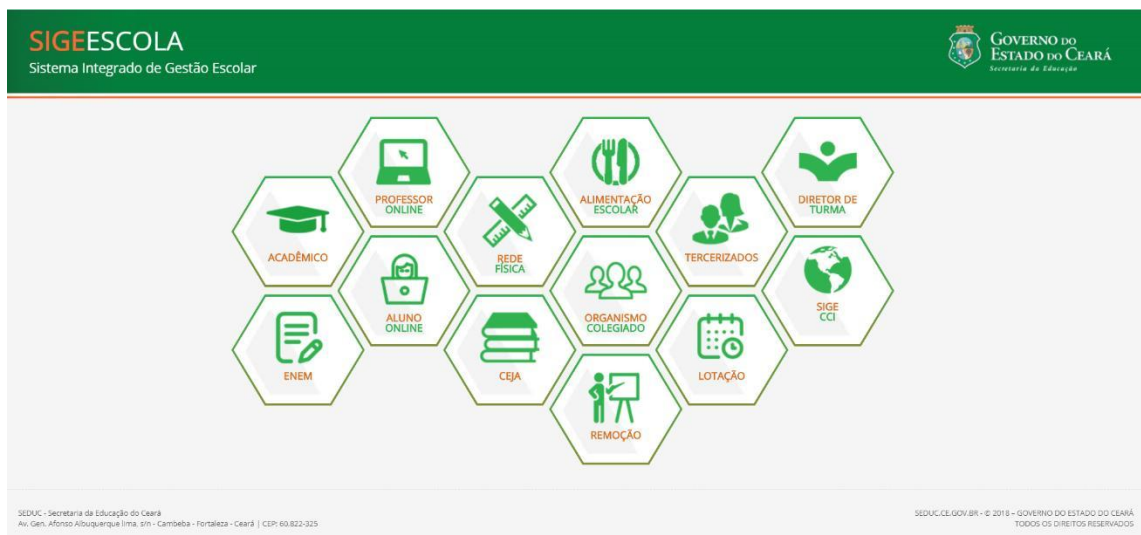 SIGEESCOLA
Sistema Integrado de Gestão Escolar
GOVERNO DO
ESTADO DO CEARÁ
Secretaria da Educação
PROFESSOR
ONLINE
ALIMENTAÇÃO
ESCOLAR
DIRETOR DE
TURMA
ACADÊMICO
REDE
FÍSICA
TERCERIZADOS
ALUNO
ONLINE
ORGANISMO
COLEGIADO
SIGE
CCI
ENEM
CEJA
LOTAÇÃO
REMOÇÃO
SEDUC - Secretaria da Educação do Ceará
Av. Gen. Afonso Albuquerque lima, s/n - Cambeba - Fortaleza - Ceará | CEP: 60.822-325
SEDUC.CE.GOV.BR - © 2018 – GOVERNO DO ESTADO DO CEARÁ
TODOS OS DIREITOS RESERVADOS